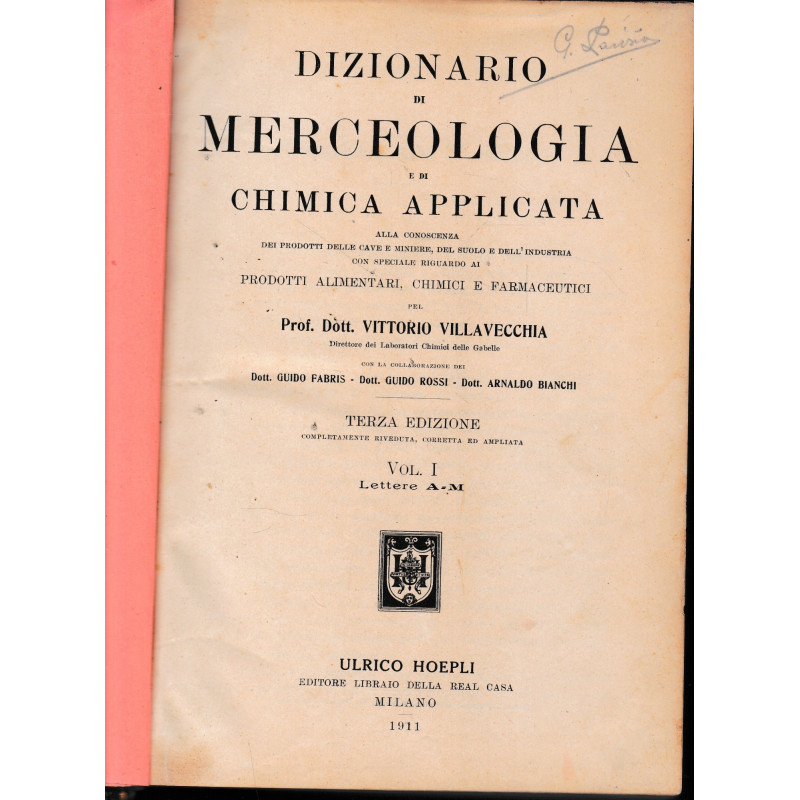 DIZIONARIO
DI
MERCEOLOGIA
E DI
CHIMICA APPLICATA
ALLA CONOSCENZA
DEI PRODOTTI DELLE CAVE E MINIERE, DEL SUOLO E DELL'INDUSTRIA
CON SPECIALE RIGUARDO AI
PRODOTTI ALIMENTARI, CHIMICI E FARMACEUTICI
PEL
Prof. Dott. VITTORIO VILLAVECCHIA
Direttore dei Laboratori Chimici delle Gabelle
CON LA COLLABORAZIONE DEI
Dott. GUIDO FABRIS - Dott. GUIDO ROSSI - Dott. ARNALDO BIANCHI
TERZA EDIZIONE
COMPLETAMENTE RIVEDUTA, CORRETTA ED AMPLIATA
VOL. I
Lettere A-M
ULRICO HOEPLI
EDITORE LIBRAIO DELLA REAL CASA
MILANO
1911